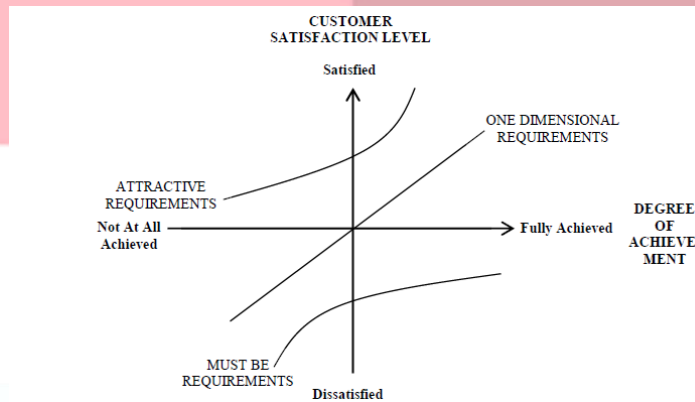 CUSTOMER
SATISFACTION LEVEL
Satisfied
ONE DIMENSIONAL
REQUIREMENTS
ATTRACTIVE
REQUIREMENTS
Not At All
Achieved
Fully Achieved
DEGREE
OF
ACHIEVE
MENT
MUST BE
REQUIREMENTS
Dissatisfied